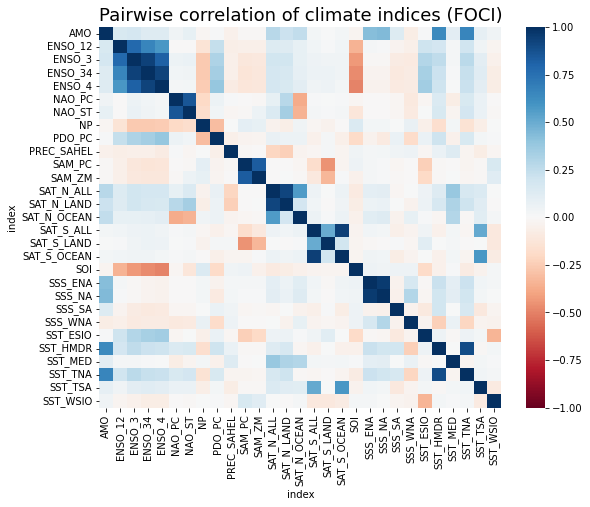 Pairwise correlation of climate indices (FOCI)
AMO
ENSO_12
ENSO_3
ENSO_34
ENSO_4
NAO_PC
NAO_ST
NP
PDO_PC
PREC_SAHEL
SAM_PC
SAM_ZM
SAT_N_ALL
SAT_N_LAND
SAT_N_OCEAN
SAT_S_ALL
SAT_S_LAND
SAT_S_OCEAN
SOI
SSS_ENA
SSS_NA
SSS_SA
SSS_WNA
SST_ESIO
SST_HMDR
SST_MED
SST_TNA
SST_TSA
SST_WSIO
index
AMO
ENSO_12
ENSO_3
ENSO_34
ENSO_4
NAO_PC
NAO_ST
NP
PDO_PC
PREC_SAHEL
SAM_PC
SAM_ZM
SAT_N_ALL
SAT_N_LAND
SAT_N_OCEAN
SAT_S_ALL
SAT_S_LAND
SAT_S_OCEAN
SOI
SSS_ENA
SSS_NA
SSS_SA
SSS_WNA
SST_ESIO
SST_HMDR
SST_MED
SST_TNA
SST_TSA
SST_WSIO
index
1.00
0.75
0.50
0.25
0.00
−0.25
−0.50
−0.75
−1.00